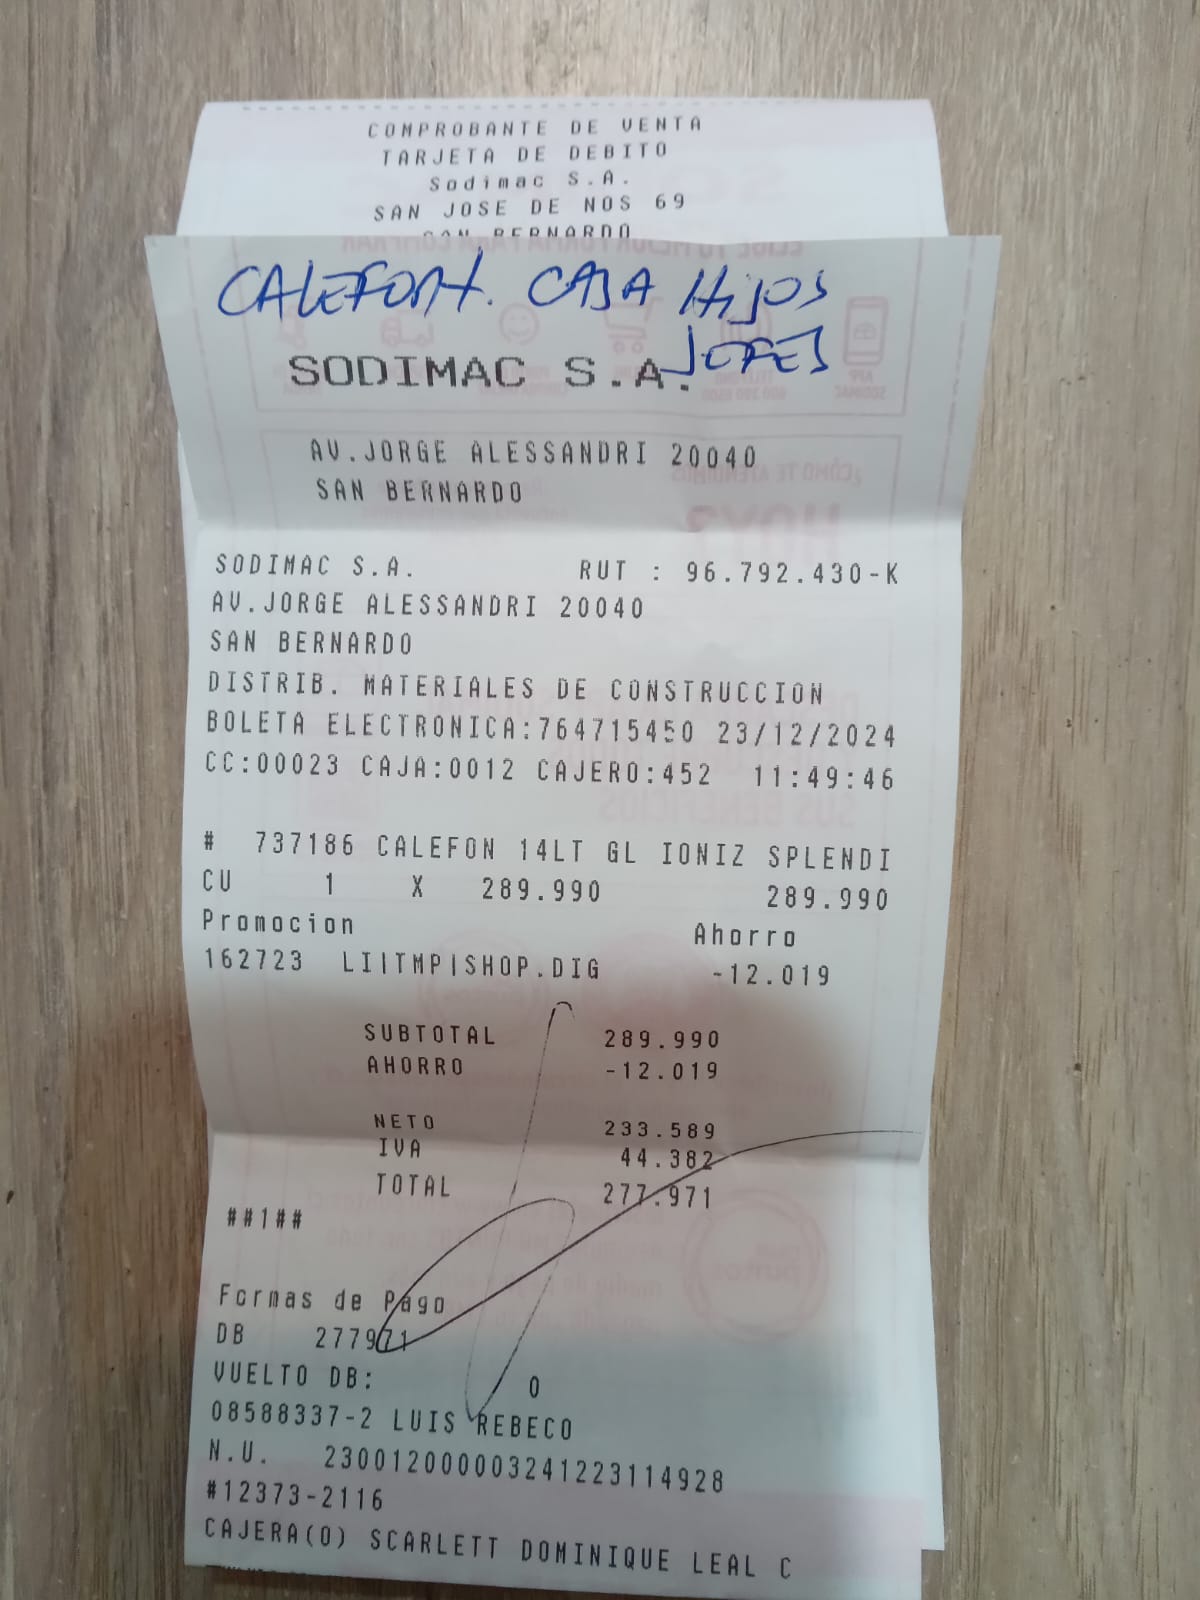 COMPROBANTE DE VENTA
TARJETA DE DEBITO
Sodimac S.A.
SAN JOSE DE NOS 69
SAN BERNARDO
CALEFONT. CASA HIJOS
JEFES
SODIMAC S.A.
AV.JORGE ALESSANDRI 20040
SAN BERNARDO
SODIMAC S.A. RUT : 96.792.430-K
AV.JORGE ALESSANDRI 20040
SAN BERNARDO
DISTRIB. MATERIALES DE CONSTRUCCION
BOLETA ELECTRONICA:764715450 23/12/2024
CC:00023 CAJA:0012 CAJERO:452 11:49:46
# 737186 CALEFON 14LT GL IONIZ SPLENDI
CU 1 X 289.990 289.990
Promocion Ahorro
162723 LIITMPISHOP.DIG -12.019
SUBTOTAL 289.990
AHORRO -12.019
NETO 233.589
IVA 44.382
TOTAL 277.971
##1##
Formas de Pago
DB 277971
VUELTO DB: 0
08588337-2 LUIS REBECO
N.U. 230012000003241223114928
#12373-2116
CAJERA(O) SCARLETT DOMINIQUE LEAL C